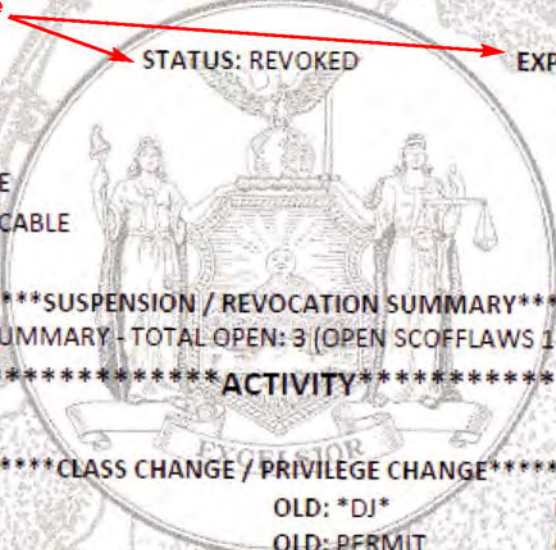 e
STATUS: REVOKED EXP
E
CABLE
***SUSPENSION / REVOCATION SUMMARY***
UMMARY - TOTAL OPEN: 3 (OPEN SCOFFLAWS 1
*************ACTIVITY************
EXCELSIOR
****CLASS CHANGE / PRIVILEGE CHANGE*****
OLD: *DJ*
OLD: PERMIT